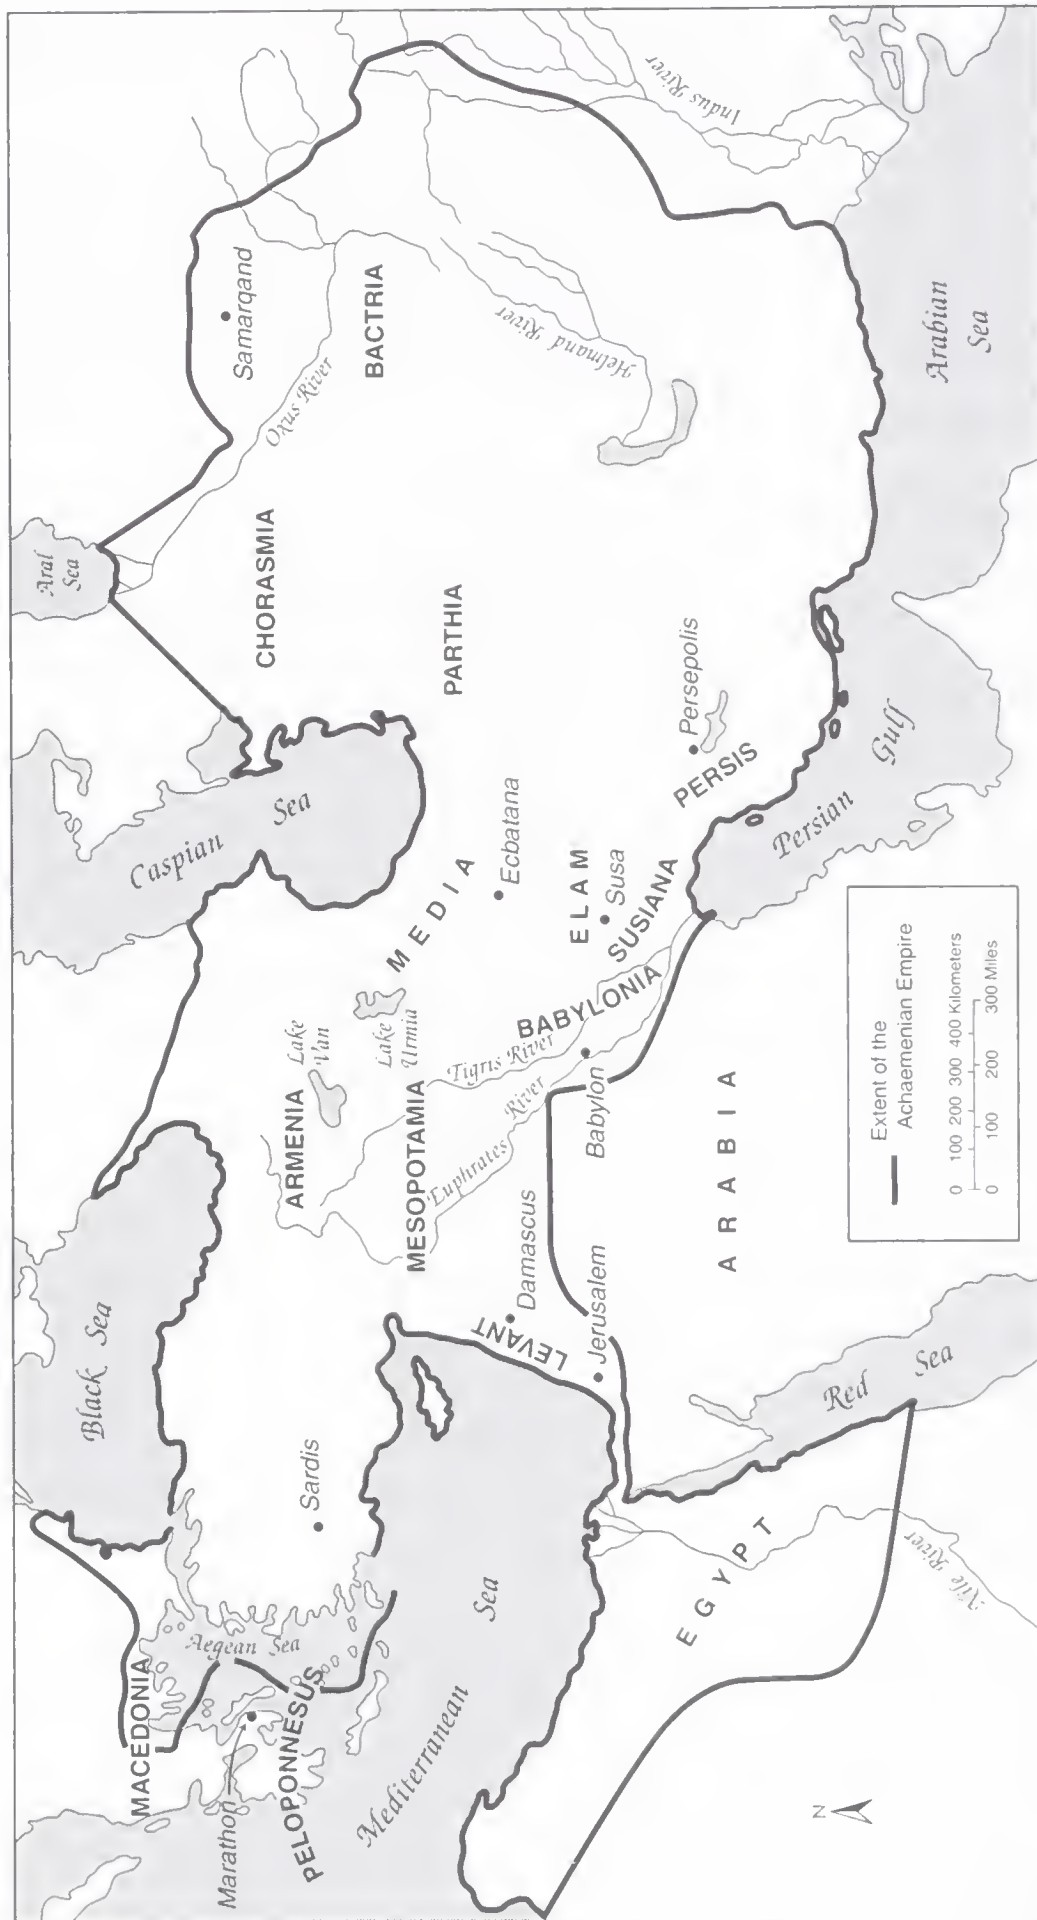 Aral
Sea
Caspian
Sea
Black Sea
Samarqand
Oxus River
BACTRIA
CHORASMIA
PARTHIA
Indus River
Helmand River
Arabian
Sea
MACEDONIA
Marathon
Aegean Sea
PELOPONNESUS
Sardis
ARMENIA
Lake
Van
Lake
Urmia
MEDIA
Ecbatana
MESOPOTAMIA
Tigris River
Euphrates River
BABYLONIA
Babylon
ELAM
Susa
SUSIANA
PERSIS
Persepolis
Persian
Gulf
Mediterranean
Sea
LEVANT
Damascus
Jerusalem
ARABIA
EGYPT
Nile River
Red Sea
N
Extent of the
Achaemenian Empire
0 100 200 300 400 Kilometers
0 100 200 300 Miles